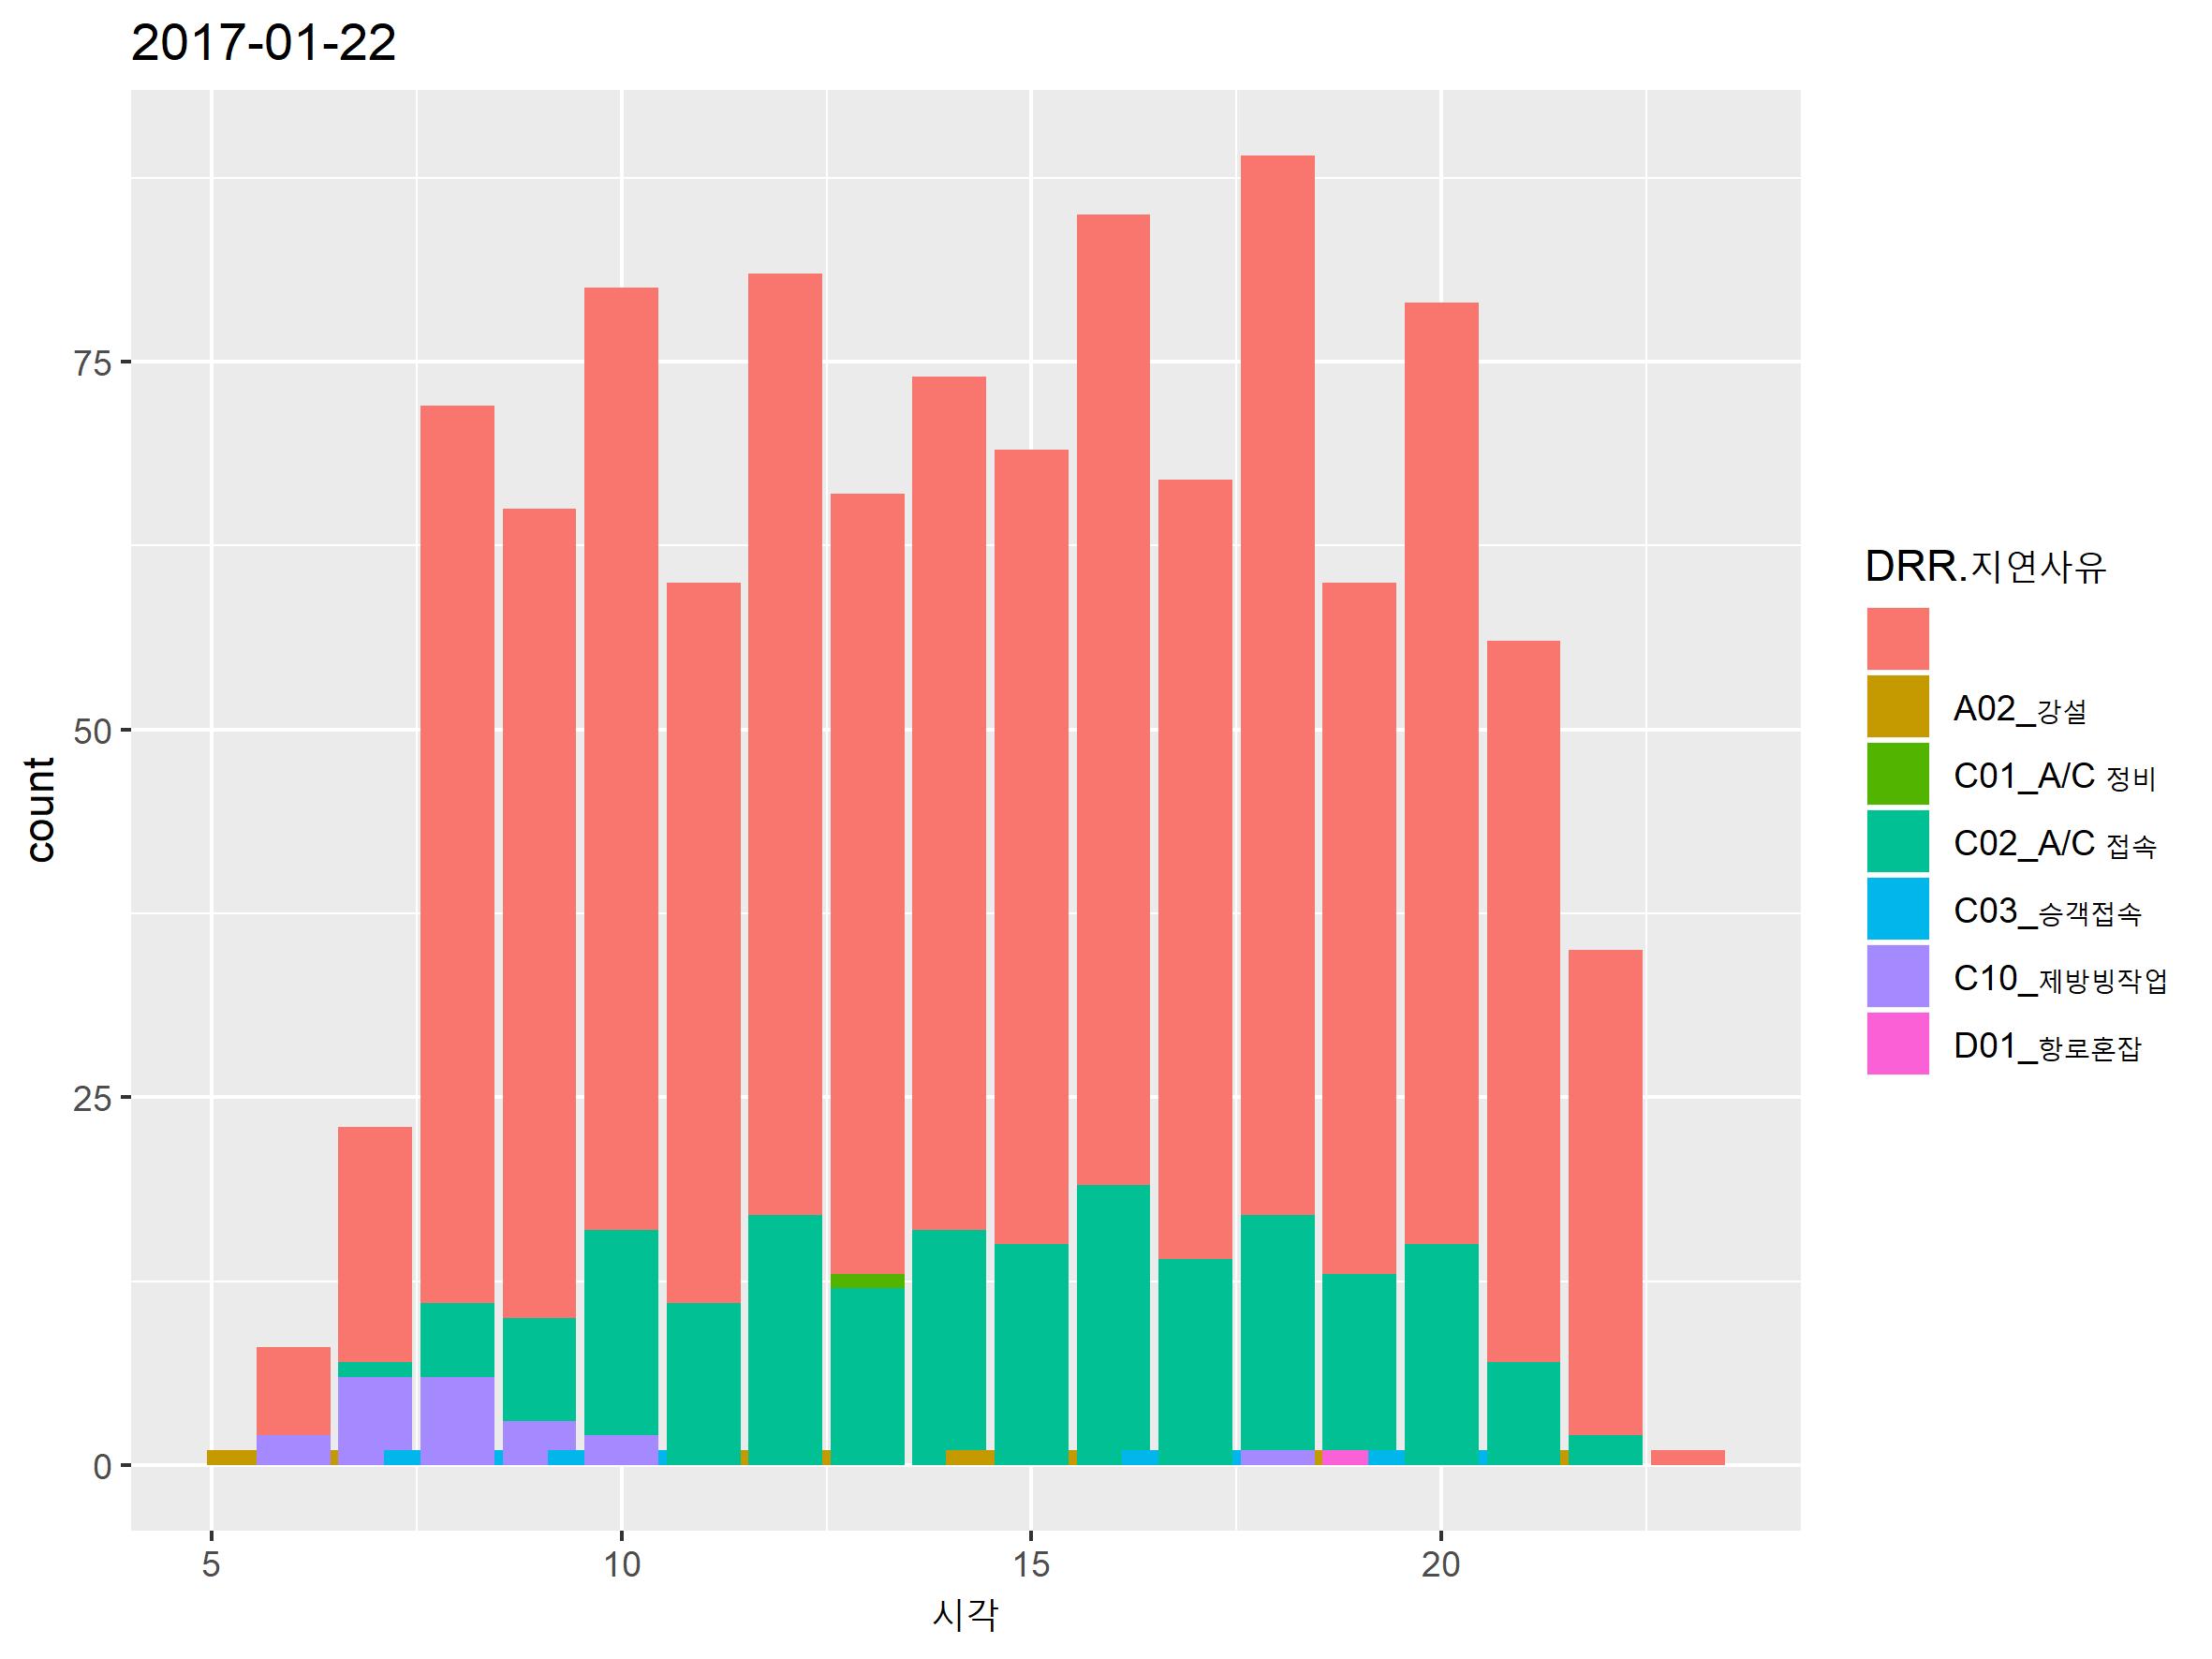 2017-01-22
75
50
25
0
count
5 10 15 20
시각
DRR.지연사유
A02_강설
C01_A/C 정비
C02_A/C 접속
C03_승객접속
C10_제방빙작업
D01_항로혼잡